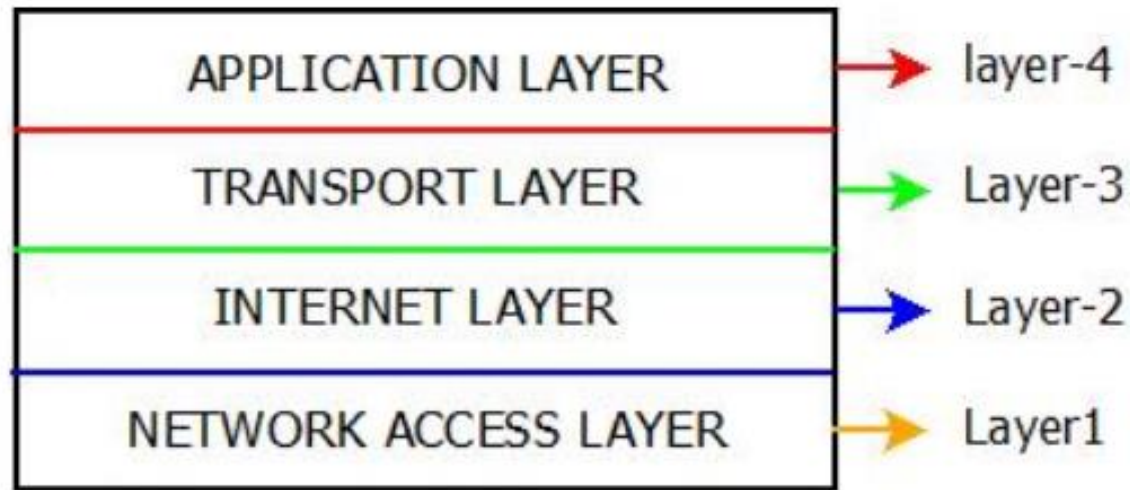 APPLICATION LAYER layer-4
TRANSPORT LAYER Layer-3
INTERNET LAYER Layer-2
NETWORK ACCESS LAYER Layer1